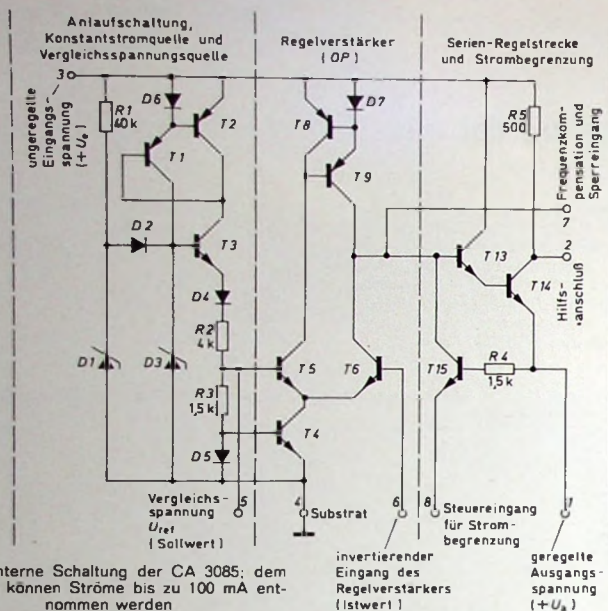 Anlaufschaltung,
Konstantstromquelle und
Vergleichsspannungsquelle
Regelverstärker
(OP)
Serien-Regelstrecke
und Strombegrenzung
ungeregelte
Eingangs-
spannung
(+Ue)
3
R1
40k
D6
T2
T1
D2
T3
D4
R2
4k
D1
D3
R3
1,5k
D5
T8
D7
T9
T5
T6
T4
R5
500
T13
T14
T15
R4
1,5k
Frequenzkom-
pensation und
Sperreingang
7
2
Hilfs-
anschluß
5
4
6
8
1
Vergleichs-
spannung
Uref
(Sollwert)
Substrat
invertierender
Eingang des
Regelverstärkers
(Istwert)
Steuereingang
für Strom-
begrenzung
geregelte
Ausgangs-
spannung
(+Ua)
nterne Schaltung der CA 3085; dem
können Ströme bis zu 100 mA ent-
nommen werden